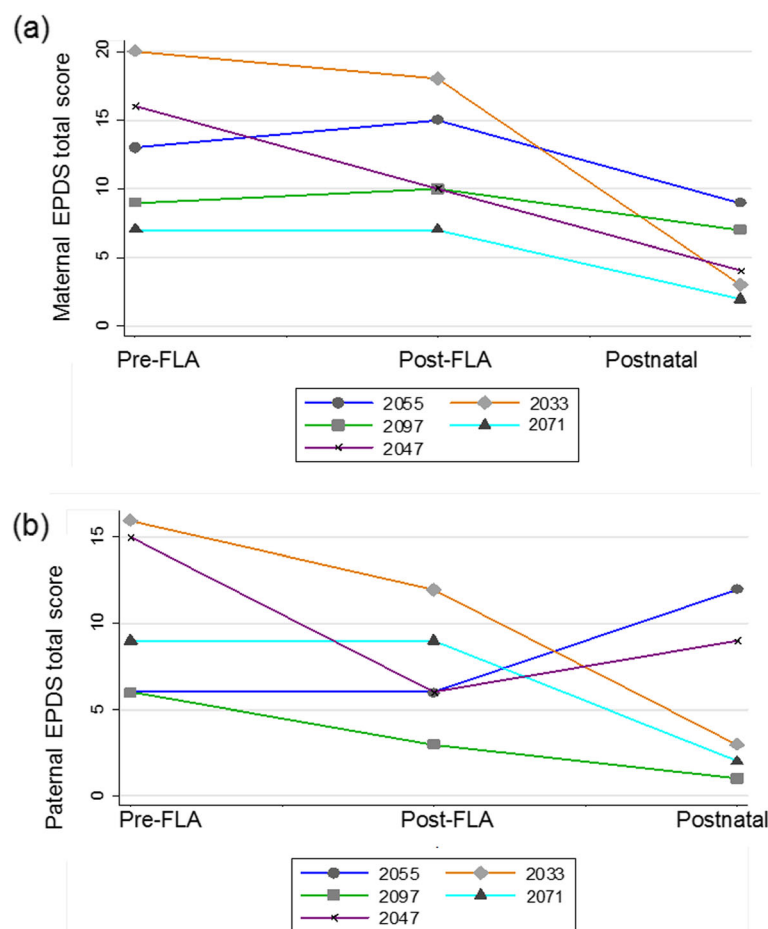 (a)
Maternal EPDS total score
20
15
10
5
0
Pre-FLA Post-FLA Postnatal
2055 2033
2097 2071
2047
(b)
Paternal EPDS total score
15
10
5
0
Pre-FLA Post-FLA Postnatal
2055 2033
2097 2071
2047